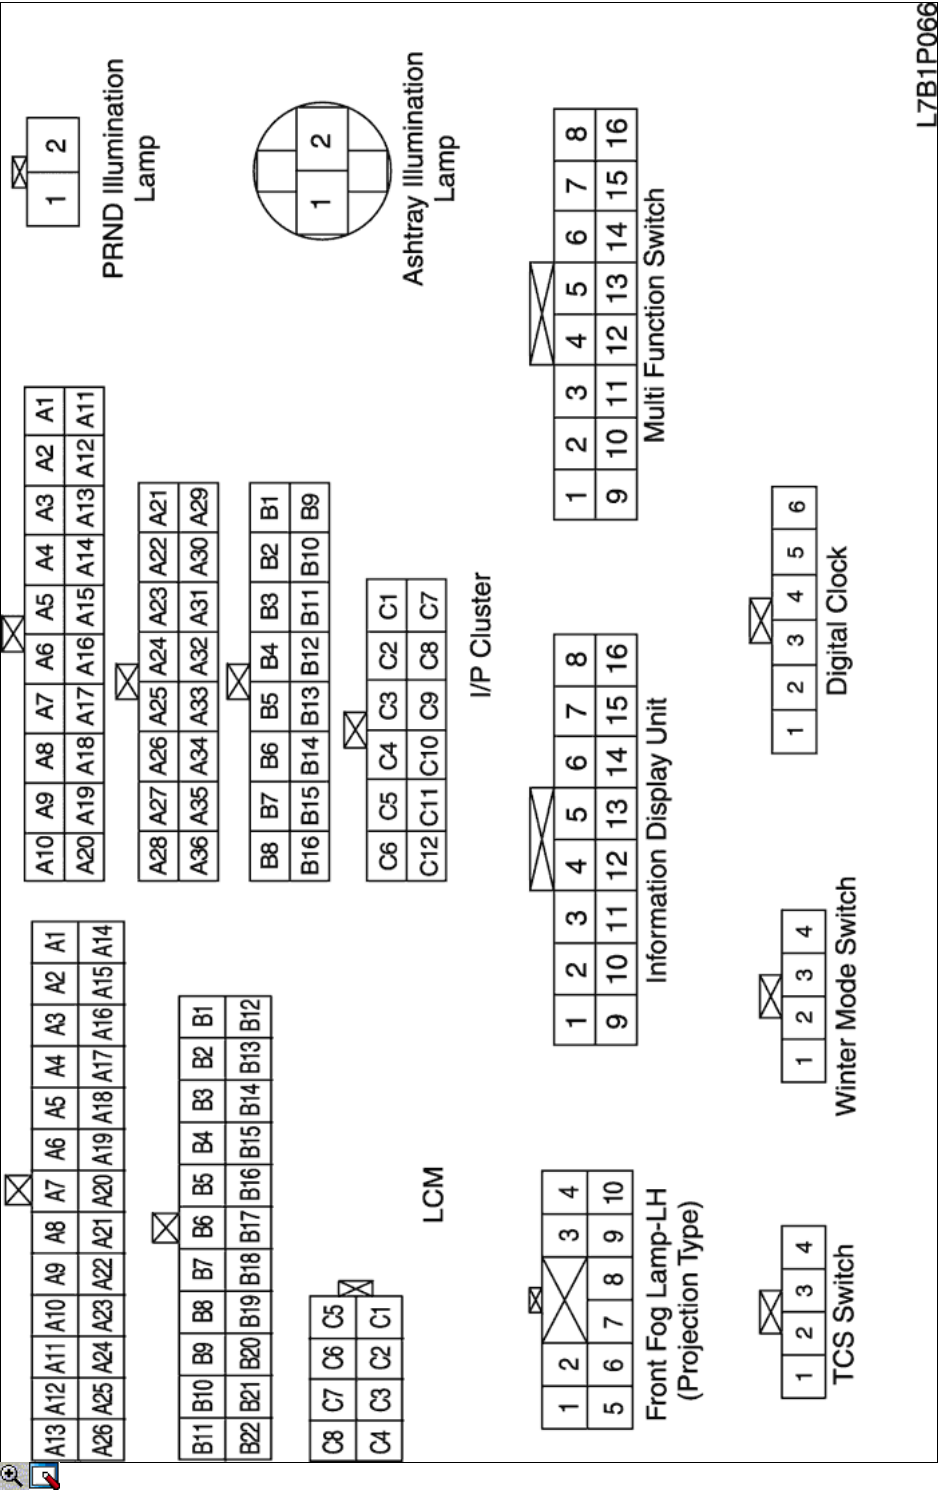 A13 A12 A11 A10 A9 A8 A7 A6 A5 A4 A3 A2 A1
A26 A25 A24 A23 A22 A21 A20 A19 A18 A17 A16 A15 A14
B11 B10 B9 B8 B7 B6 B5 B4 B3 B2 B1
B22 B21 B20 B19 B18 B17 B16 B15 B14 B13 B12
C8 C7 C6 C5
C4 C3 C2 C1
LCM
A10 A9 A8 A7 A6 A5 A4 A3 A2 A1
A20 A19 A18 A17 A16 A15 A14 A13 A12 A11
A28 A27 A26 A25 A24 A23 A22 A21
A36 A35 A34 A33 A32 A31 A30 A29
B8 B7 B6 B5 B4 B3 B2 B1
B16 B15 B14 B13 B12 B11 B10 B9
C6 C5 C4 C3 C2 C1
C12 C11 C10 C9 C8 C7
I/P Cluster
1 2
PRND Illumination
Lamp
1 2
Ashtray Illumination
Lamp
1 2 3 4
5 6 7 8 9 10
Front Fog Lamp-LH
(Projection Type)
1 2 3 4 5 6 7 8
9 10 11 12 13 14 15 16
Information Display Unit
1 2 3 4 5 6 7 8
9 10 11 12 13 14 15 16
Multi Function Switch
1 2 3 4
TCS Switch
1 2 3 4
Winter Mode Switch
1 2 3 4 5 6
Digital Clock
L7B1P066